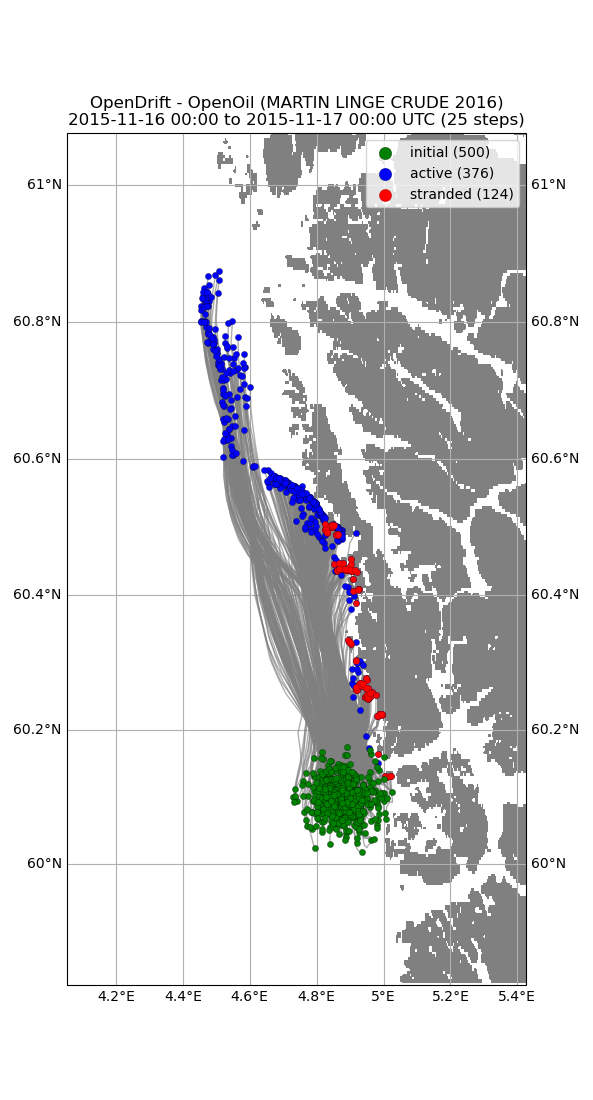 OpenDrift - OpenOil (MARTIN LINGE CRUDE 2016)
2015-11-16 00:00 to 2015-11-17 00:00 UTC (25 steps)
initial (500)
active (376)
stranded (124)
61°N 61°N
60.8°N 60.8°N
60.6°N 60.6°N
60.4°N 60.4°N
60.2°N 60.2°N
60°N 60°N
4.2°E 4.4°E 4.6°E 4.8°E 5°E 5.2°E 5.4°E